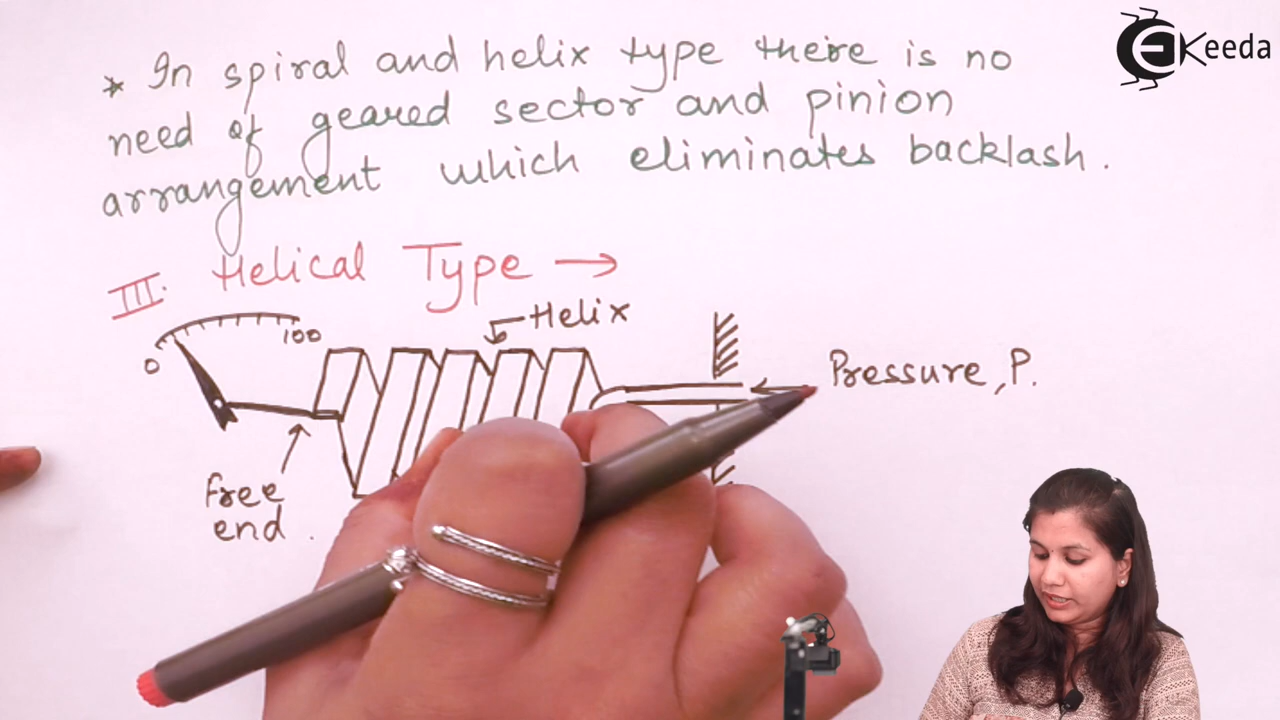 Keeda
* In spiral and helix type there is no
need of geared sector and pinion
arrangement which eliminates backlash.
III. Helical Type →
Helix
0
100
Pressure, P.
Free
end.